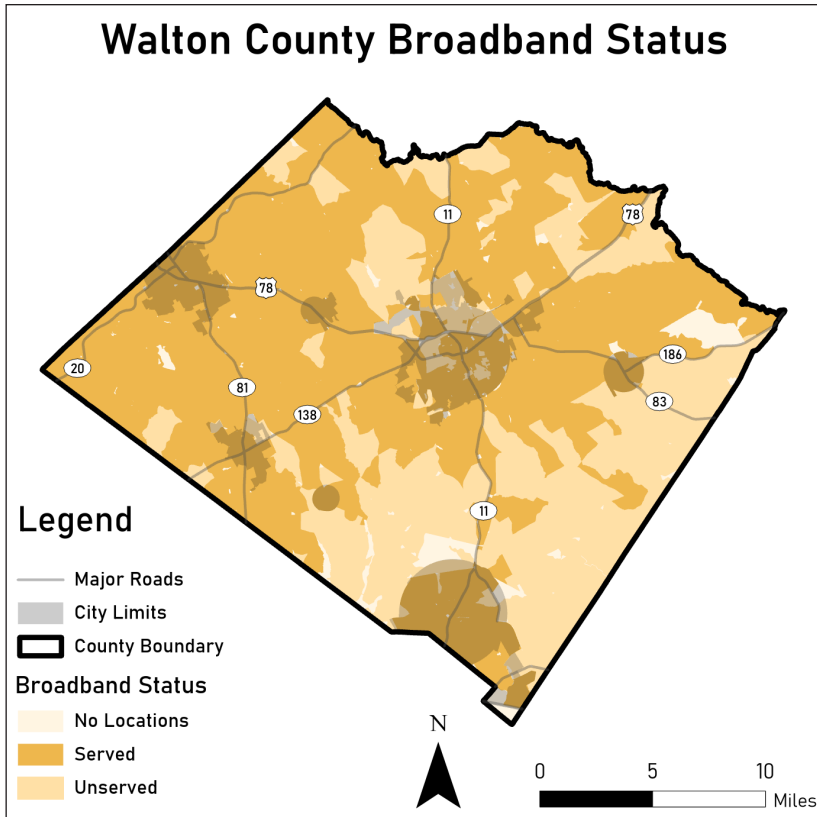 Walton County Broadband Status
11
78
78
20
81
138
186
83
11
Legend
Major Roads
City Limits
County Boundary
Broadband Status
No Locations
Served
Unserved
N
0 5 10
Miles